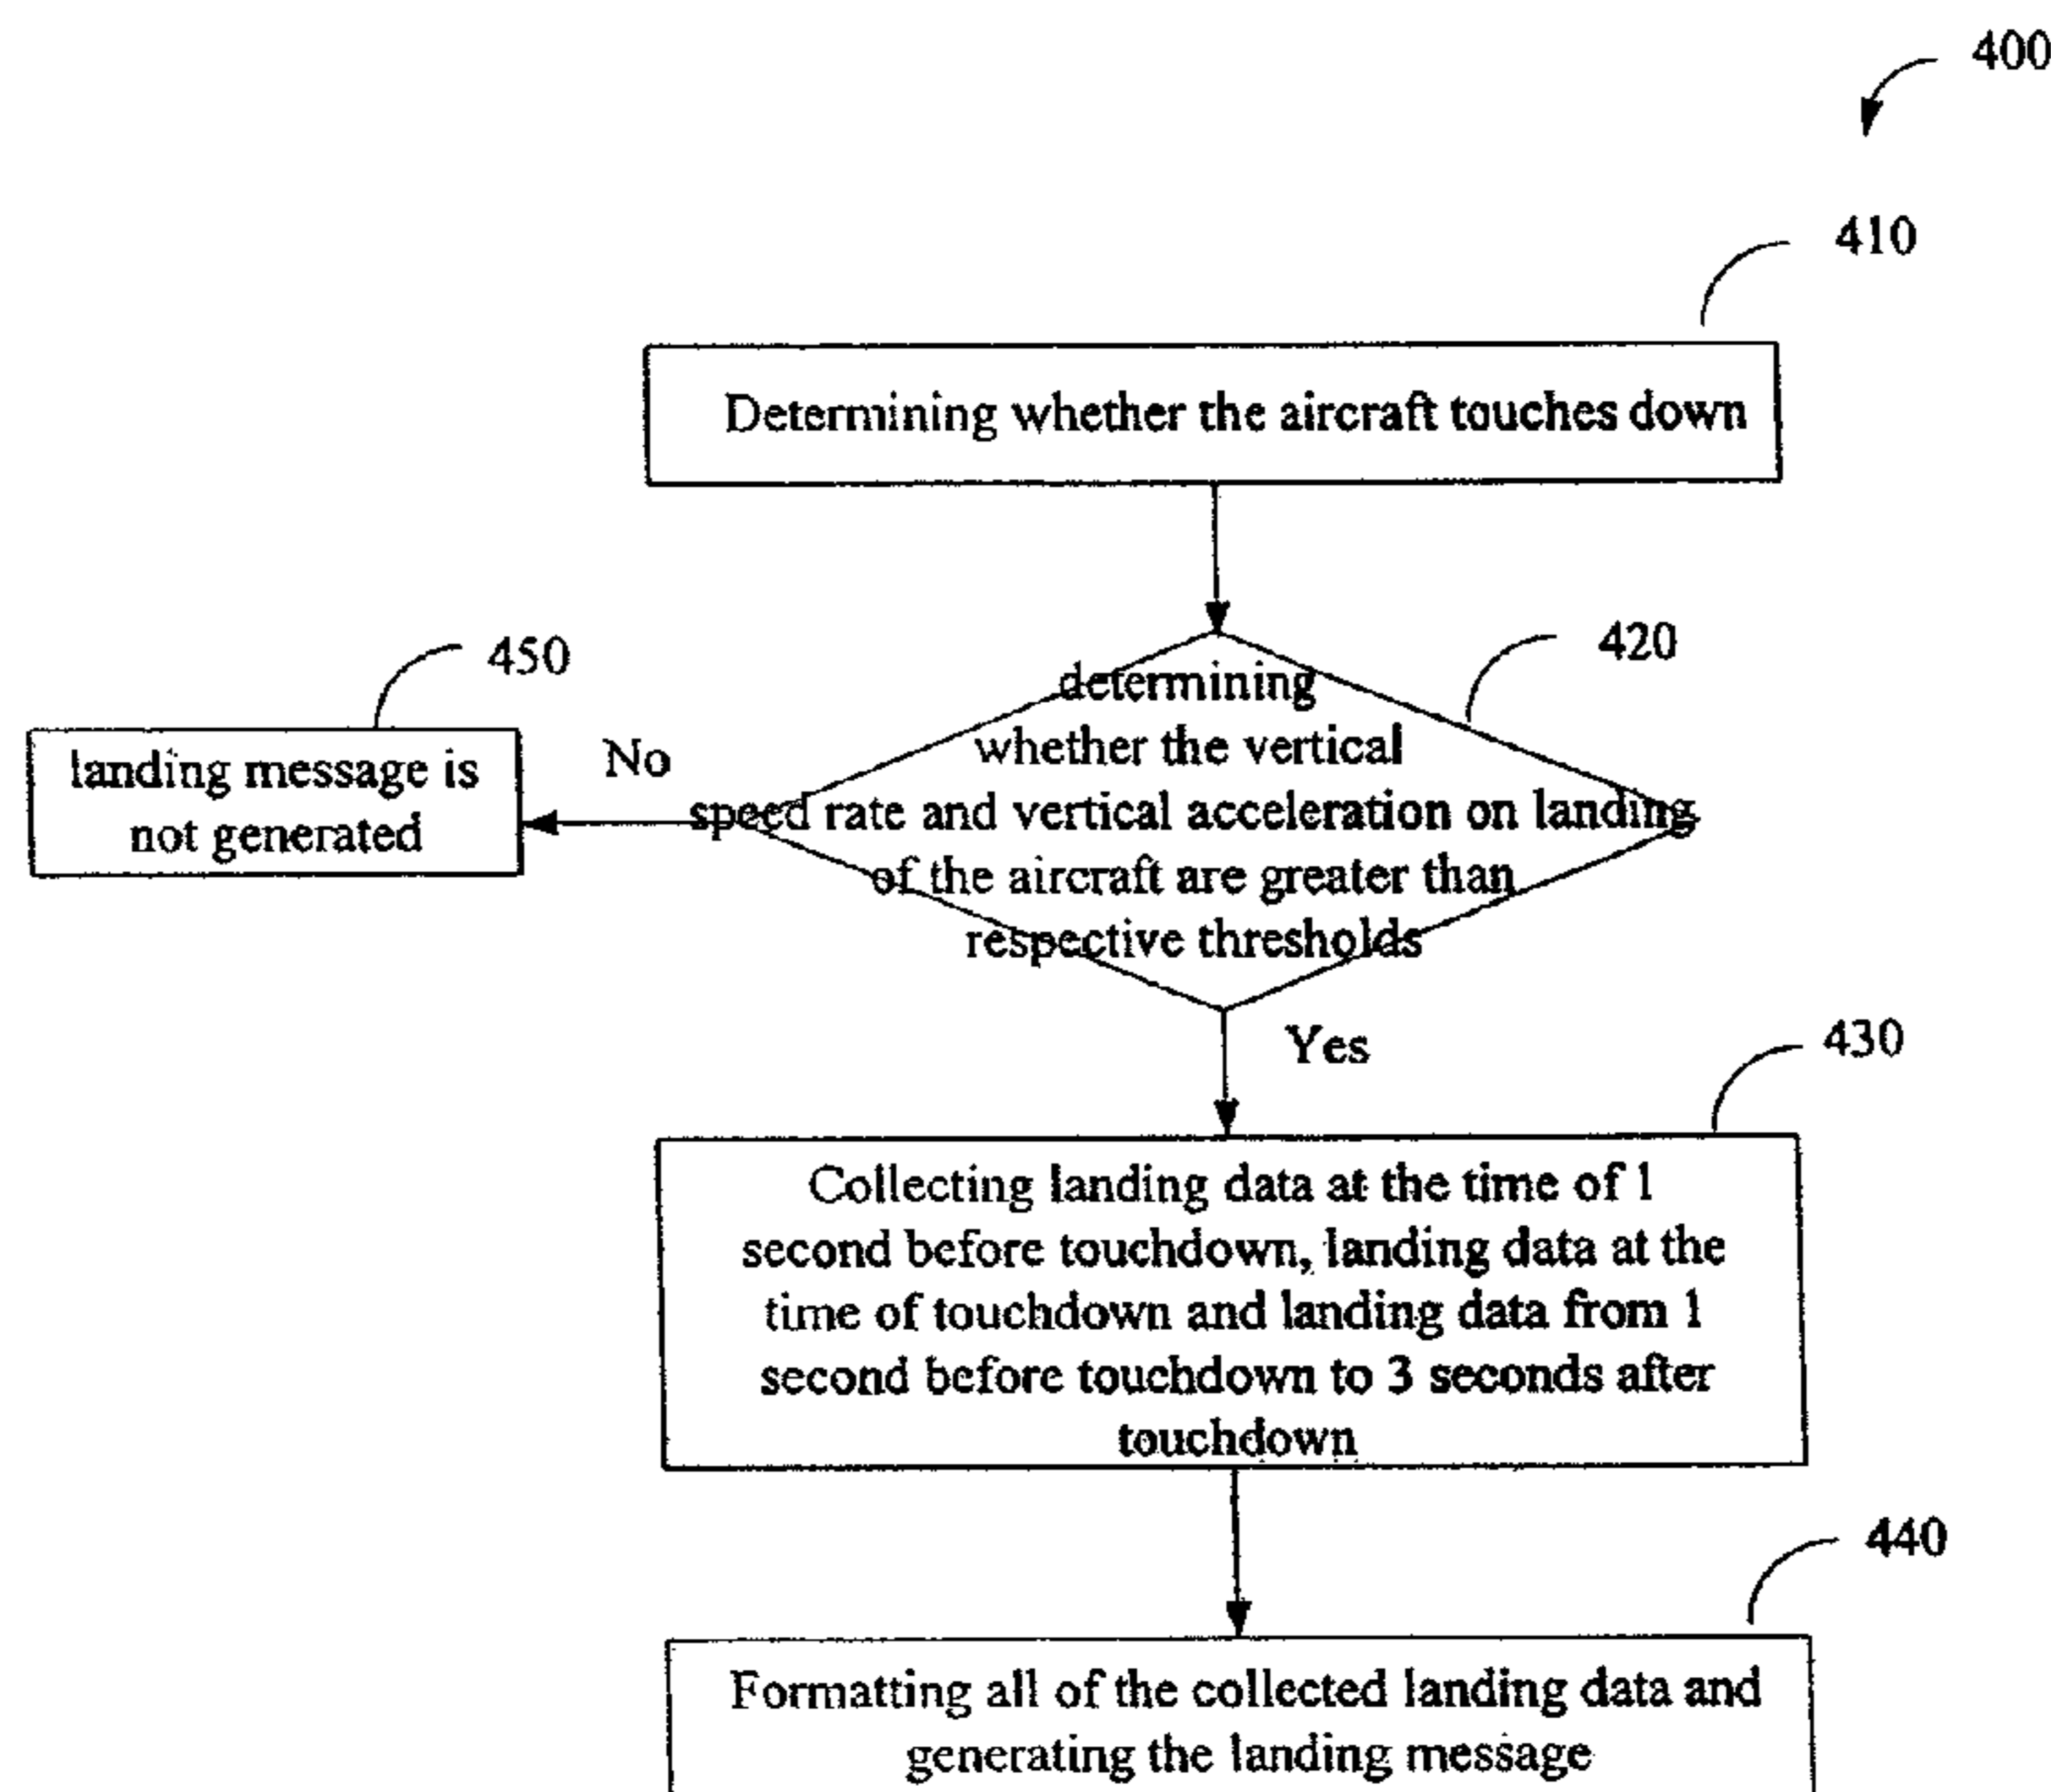 400
410
Determining whether the aircraft touches down
420
450
determining
whether the vertical
speed rate and vertical acceleration on landing
of the aircraft are greater than
respective thresholds
No
landing message is
not generated
Yes
430
Collecting landing data at the time of 1
second before touchdown, landing data at the
time of touchdown and landing data from 1
second before touchdown to 3 seconds after
touchdown
440
Formatting all of the collected landing data and
generating the landing message